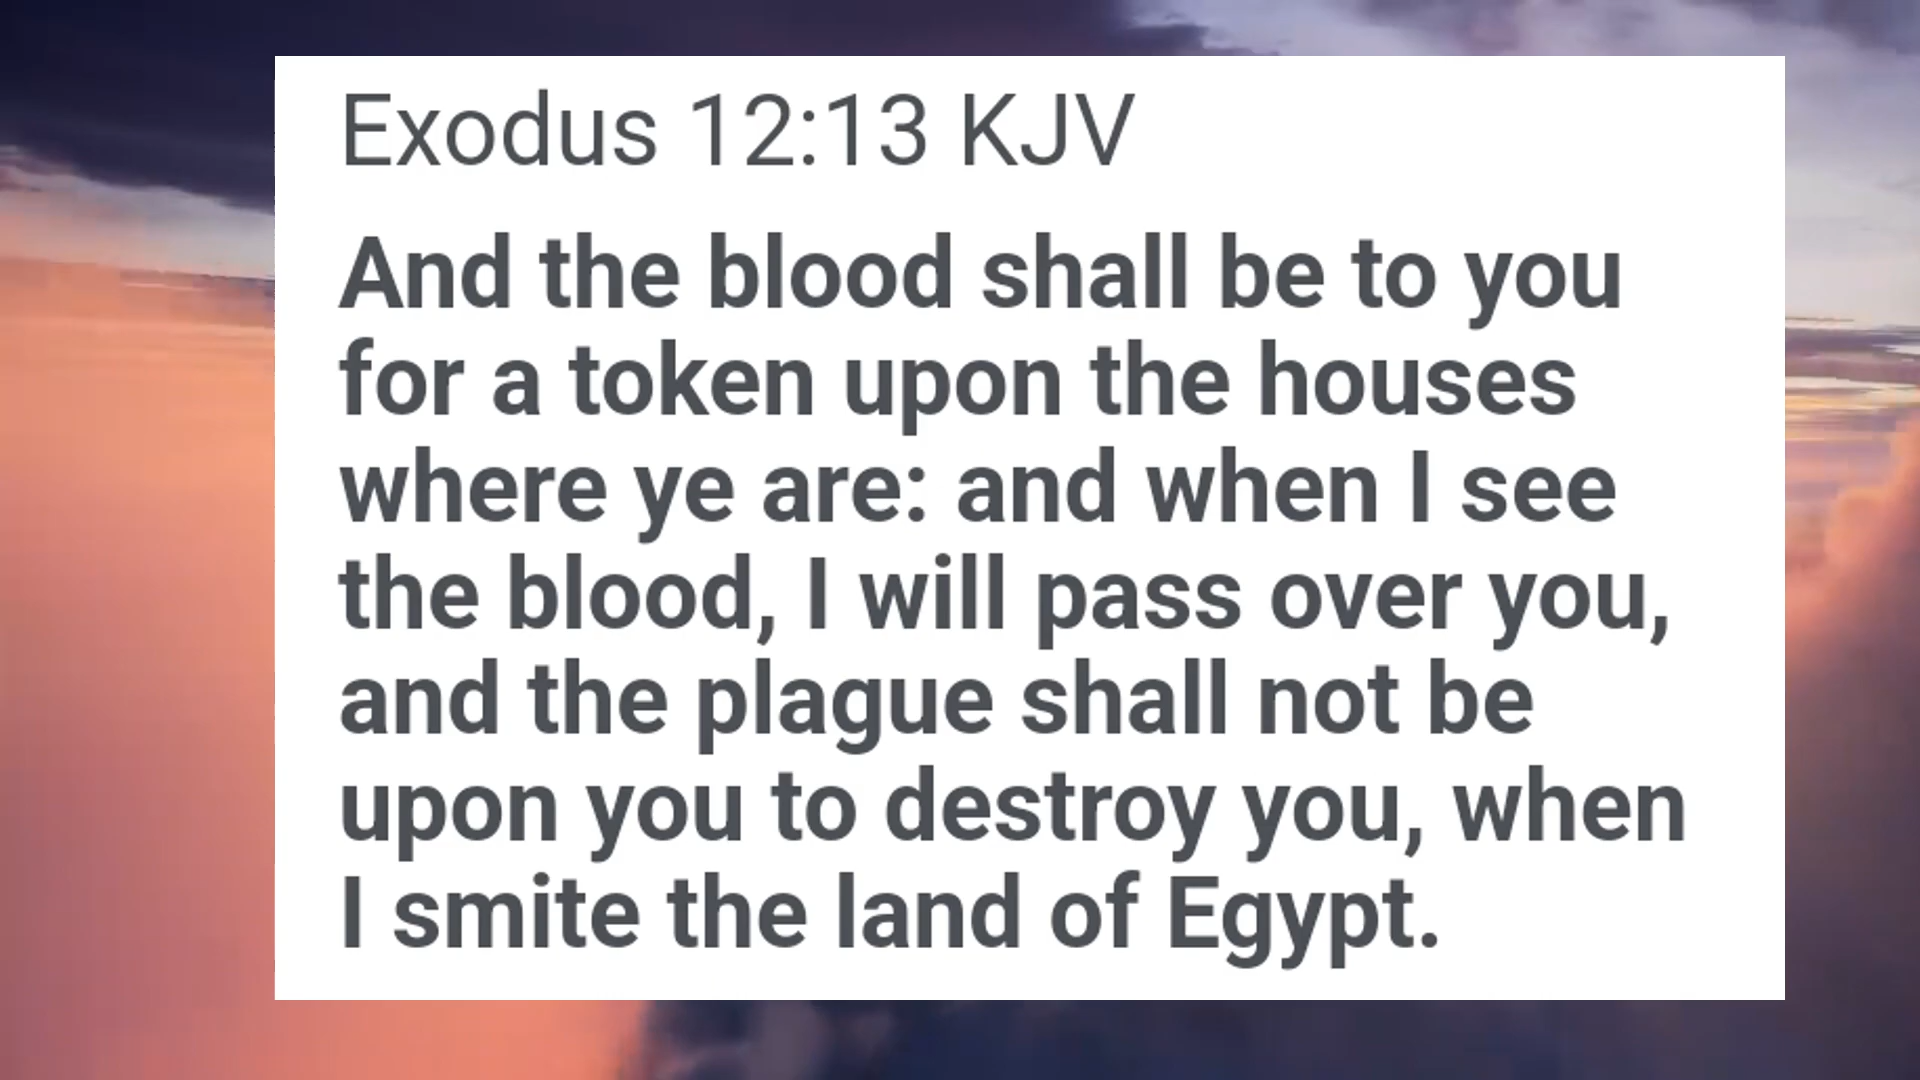 Exodus 12:13 KJV
And the blood shall be to you
for a token upon the houses
where ye are: and when I see
the blood, I will pass over you,
and the plague shall not be
upon you to destroy you, when
I smite the land of Egypt.